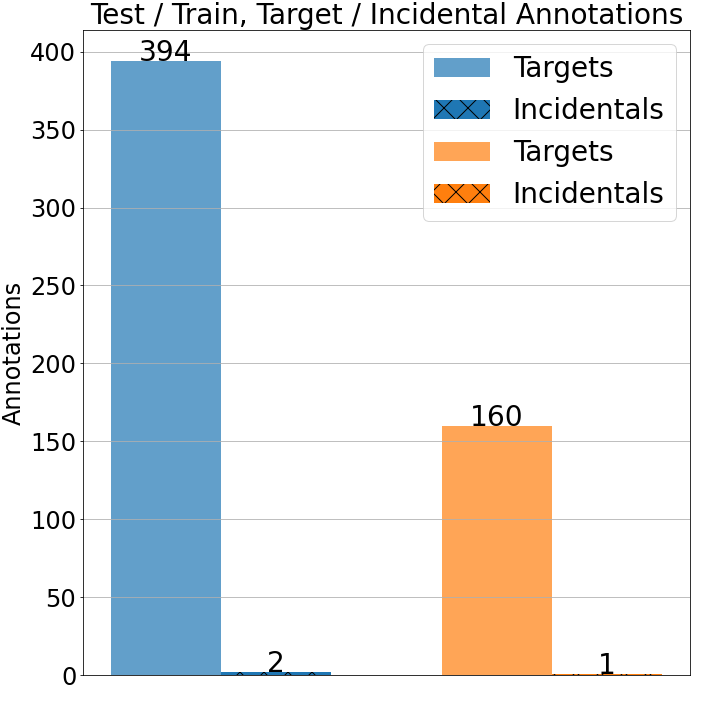 Test / Train, Target / Incidental Annotations
Annotations
400
350
300
250
200
150
100
50
0
394
2
160
1
Targets
Incidentals
Targets
Incidentals